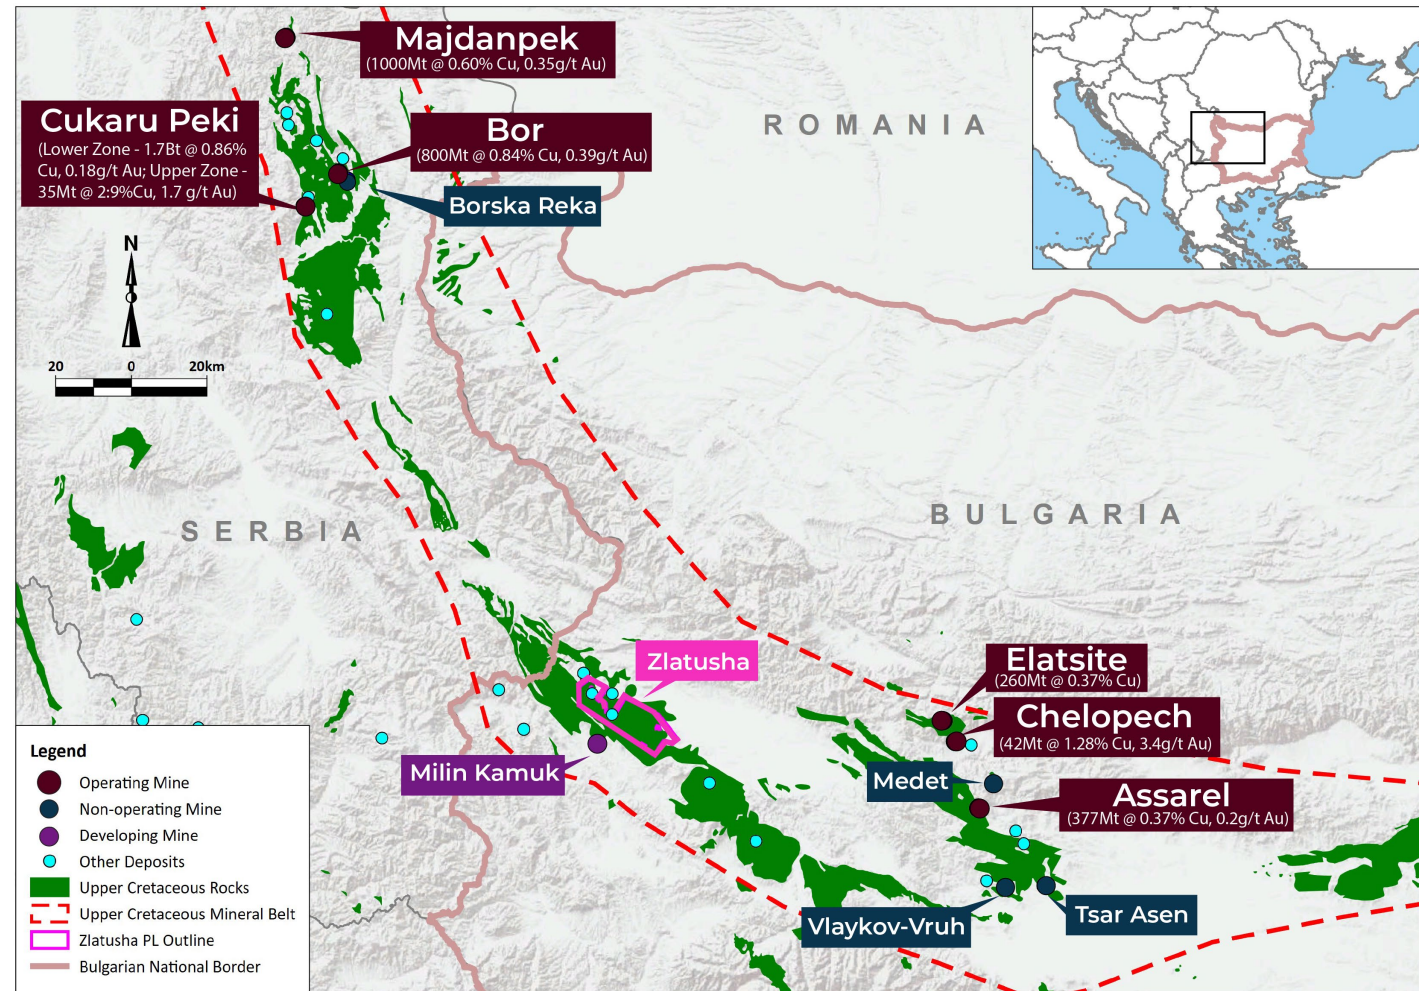 Majdanpek
(1000Mt @ 0.60% Cu, 0.35g/t Au)
Cukaru Peki
(Lower Zone - 1.7Bt @ 0.86%
Cu, 0.18g/t Au; Upper Zone -
35Mt @ 2:9%Cu, 1.7 g/t Au)
Bor
(800Mt @ 0.84% Cu, 0.39g/t Au)
Borska Reka
ROMANIA
N
20 0 20km
SERBIA
BULGARIA
Zlatusha
Elatsite
(260Mt @ 0.37% Cu)
Chelopech
(42Mt @ 1.28% Cu, 3.4g/t Au)
Milin Kamuk
Medet
Assarel
(377Mt @ 0.37% Cu, 0.2g/t Au)
Vlaykov-Vruh
Tsar Asen
Legend
Operating Mine
Non-operating Mine
Developing Mine
Other Deposits
Upper Cretaceous Rocks
Upper Cretaceous Mineral Belt
Zlatusha PL Outline
Bulgarian National Border